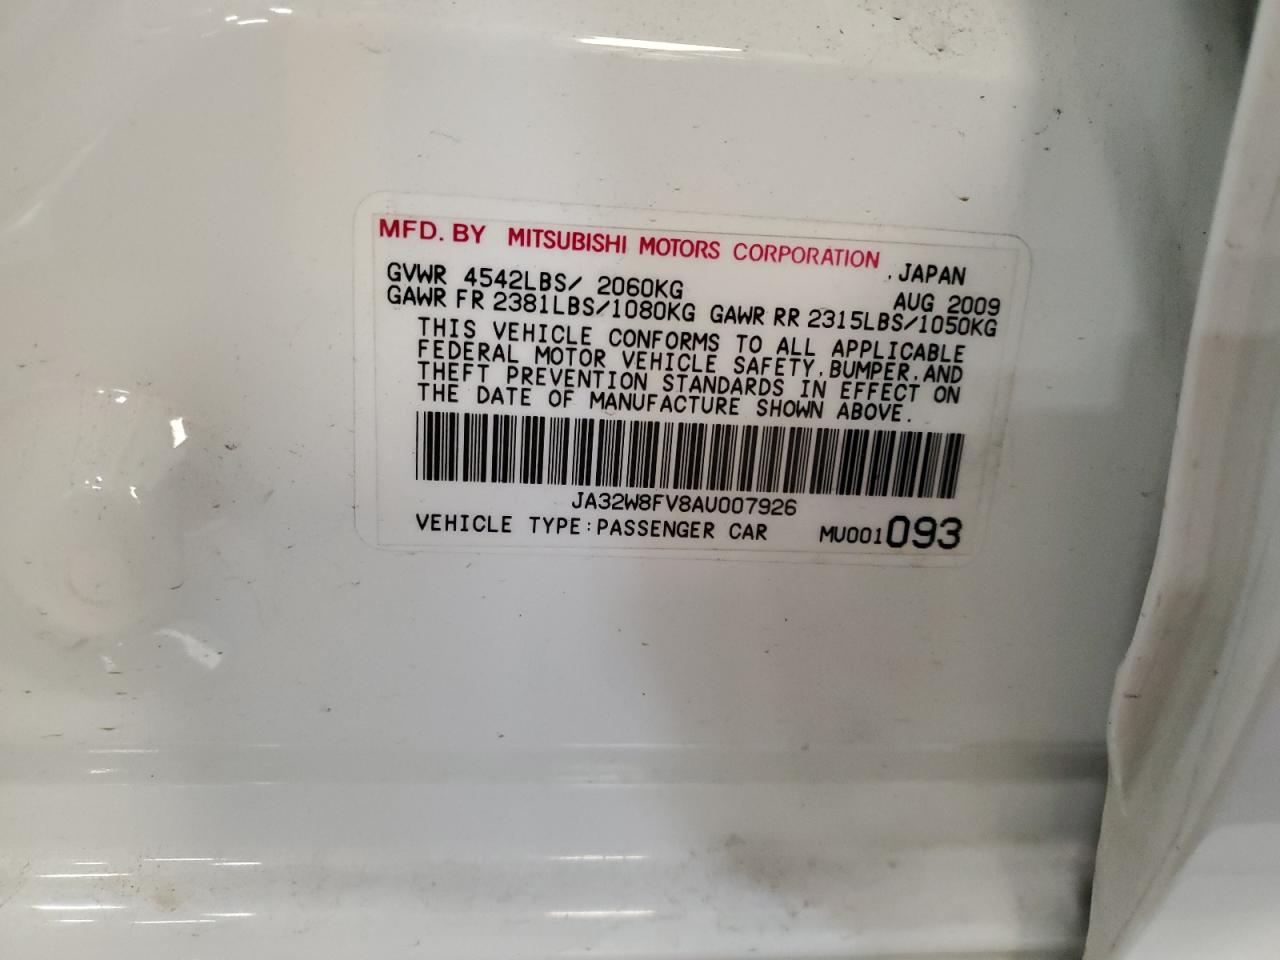 MFD. BY MITSUBISHI MOTORS CORPORATION , JAPAN
GVWR 4542LBS/ 2060KG AUG 2009
GAWR FR 2381LBS/1080KG GAWR RR 2315LBS/1050KG
THIS VEHICLE CONFORMS TO ALL APPLICABLE
FEDERAL MOTOR VEHICLE SAFETY, BUMPER, AND
THEFT PREVENTION STANDARDS IN EFFECT ON
THE DATE OF MANUFACTURE SHOWN ABOVE.
JA32W8FV8AU007926
VEHICLE TYPE:PASSENGER CAR MU001093